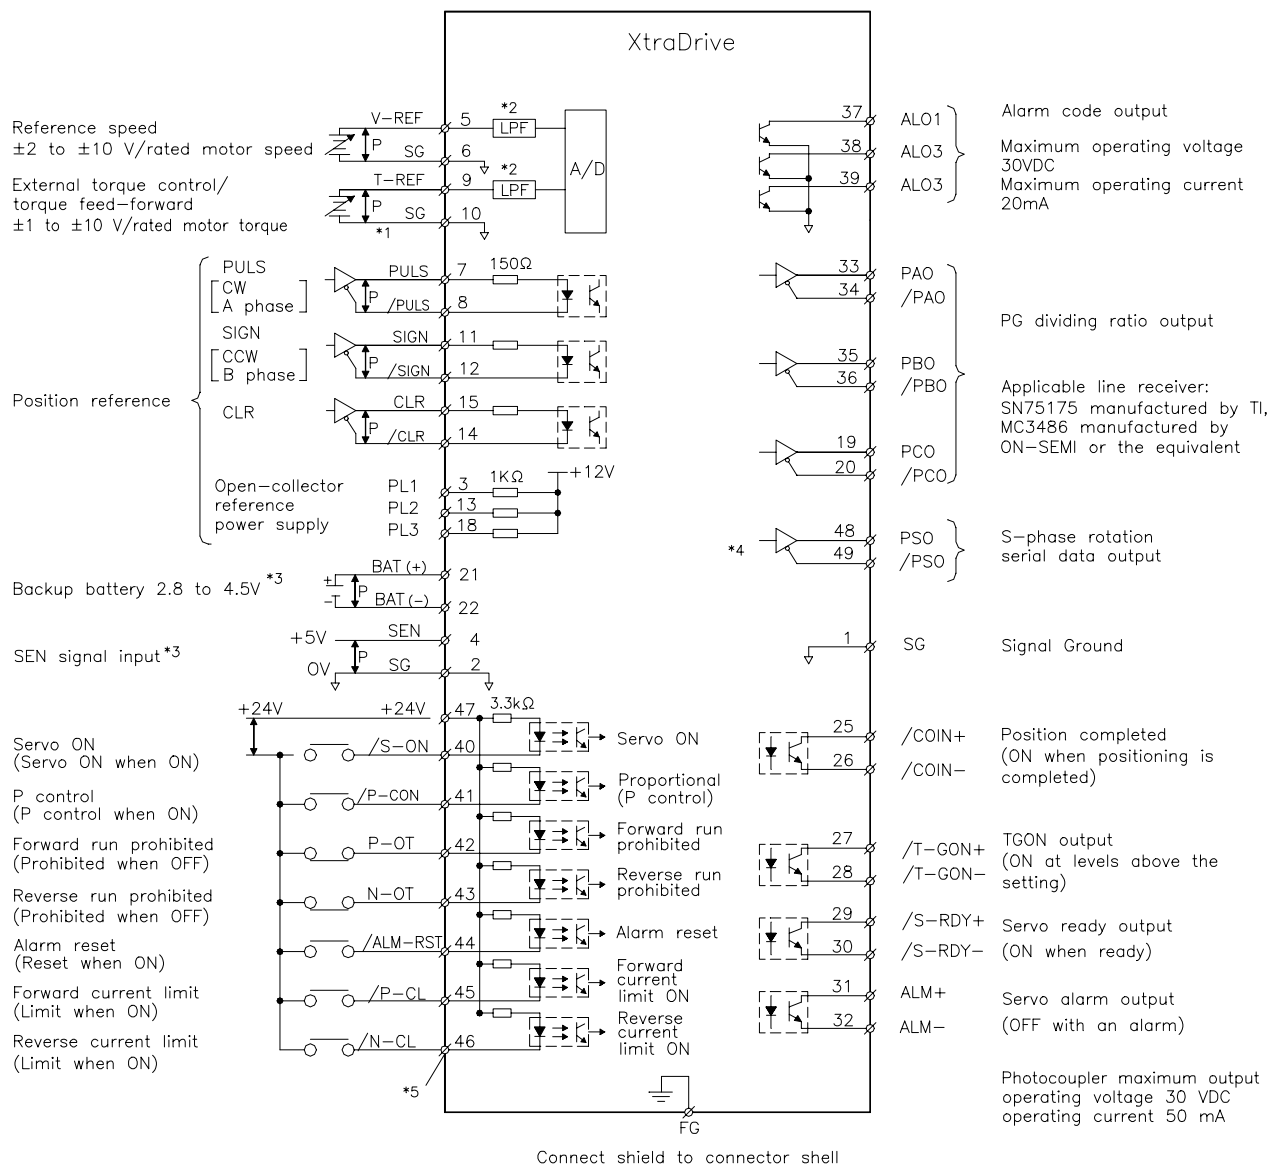 XtraDrive
Reference speed
±2 to ±10 V/rated motor speed
V-REF 5 *2
LPF
P
SG 6
A/D
External torque control/
torque feed-forward
±1 to ±10 V/rated motor torque
T-REF 9 *2
LPF
P
SG 10
*1
Position reference
PULS
[CW
A phase]
PULS 7 150Ω
P
/PULS 8
SIGN
[CCW
B phase]
SIGN 11
P
/SIGN 12
CLR
CLR 15
P
/CLR 14
Open-collector
reference
power supply
+12V
PL1 3 1KΩ
PL2 13
PL3 18
Backup battery 2.8 to 4.5V *3
+
-
BAT (+) 21
P
BAT (-) 22
SEN signal input *3
+5V SEN 4
P
0V SG 2
+24V +24V 47 3.3kΩ
Servo ON
(Servo ON when ON)
/S-ON 40
Servo ON
P control
(P control when ON)
/P-CON 41
Proportional
(P control)
Forward run prohibited
(Prohibited when OFF)
P-OT 42
Forward run
prohibited
Reverse run prohibited
(Prohibited when OFF)
N-OT 43
Reverse run
prohibited
Alarm reset
(Reset when ON)
/ALM-RST 44
Alarm reset
Forward current limit
(Limit when ON)
/P-CL 45
Forward
current
limit ON
Reverse current limit
(Limit when ON)
/N-CL 46
Reverse
current
limit ON
*5
37 ALO1
38 ALO3
39 ALO3
Alarm code output
Maximum operating voltage
30VDC
Maximum operating current
20mA
33 PAO
34 /PAO
35 PBO
36 /PBO
19 PCO
20 /PCO
PG dividing ratio output
Applicable line receiver:
SN75175 manufactured by TI,
MC3486 manufactured by
ON-SEMI or the equivalent
*4
48 PSO
49 /PSO
S-phase rotation
serial data output
1 SG Signal Ground
25 /COIN+
26 /COIN-
Position completed
(ON when positioning is
completed)
27 /T-GON+
28 /T-GON-
TGON output
(ON at levels above the
setting)
29 /S-RDY+
30 /S-RDY-
Servo ready output
(ON when ready)
31 ALM+
32 ALM-
Servo alarm output
(OFF with an alarm)
Photocoupler maximum output
operating voltage 30 VDC
operating current 50 mA
FG
Connect shield to connector shell